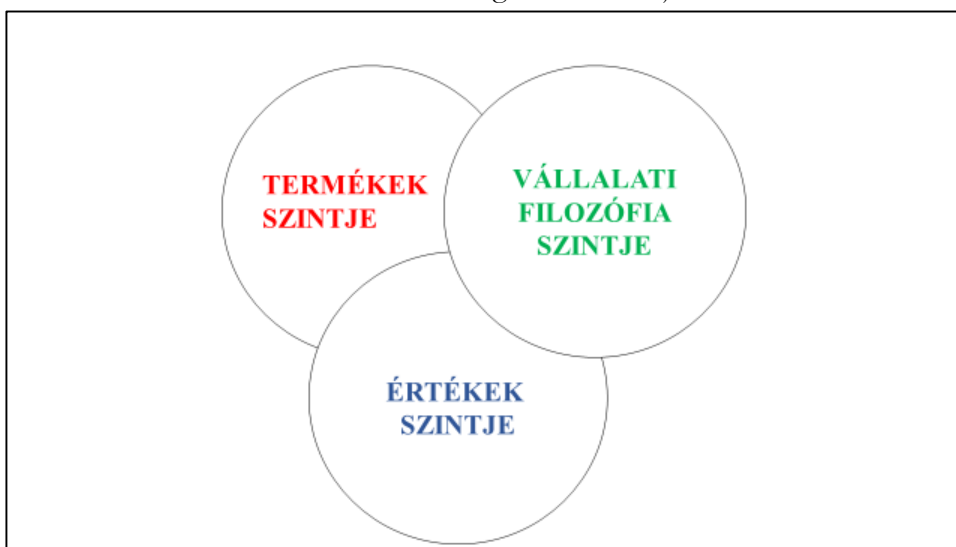 TERMÉKEK
SZINTJE
VÁLLALATI
FILOZÓFIA
SZINTJE
ÉRTÉKEK
SZINTJE